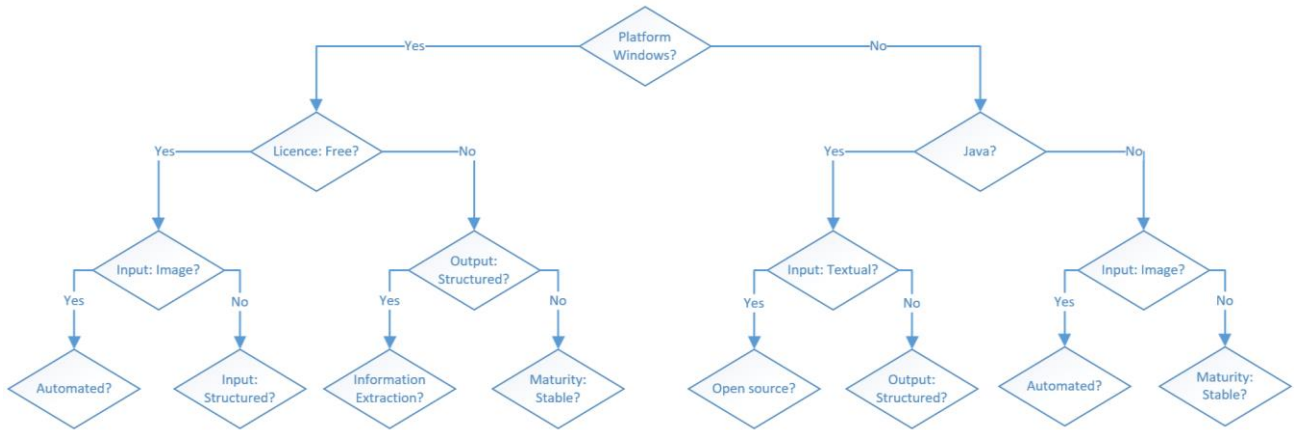 Platform
Windows?
Yes
No
Licence: Free?
Java?
Yes
No
Yes
No
Input: Image?
Output:
Structured?
Input: Textual?
Input: Image?
Yes
No
Yes
No
Yes
No
Yes
No
Automated?
Input:
Structured?
Information
Extraction?
Maturity:
Stable?
Open source?
Output:
Structured?
Automated?
Maturity:
Stable?